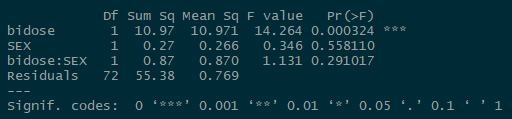 Df Sum Sq Mean Sq F value   Pr(>F)
bidose       1  10.97  10.971  14.264 0.000324 ***
SEX          1   0.27   0.266   0.346 0.558110
bidose:SEX   1   0.87   0.870   1.131 0.291017
Residuals   72  55.38   0.769
---
Signif. codes:  0 ‘***’ 0.001 ‘**’ 0.01 ‘*’ 0.05 ‘.’ 0.1 ‘ ’ 1